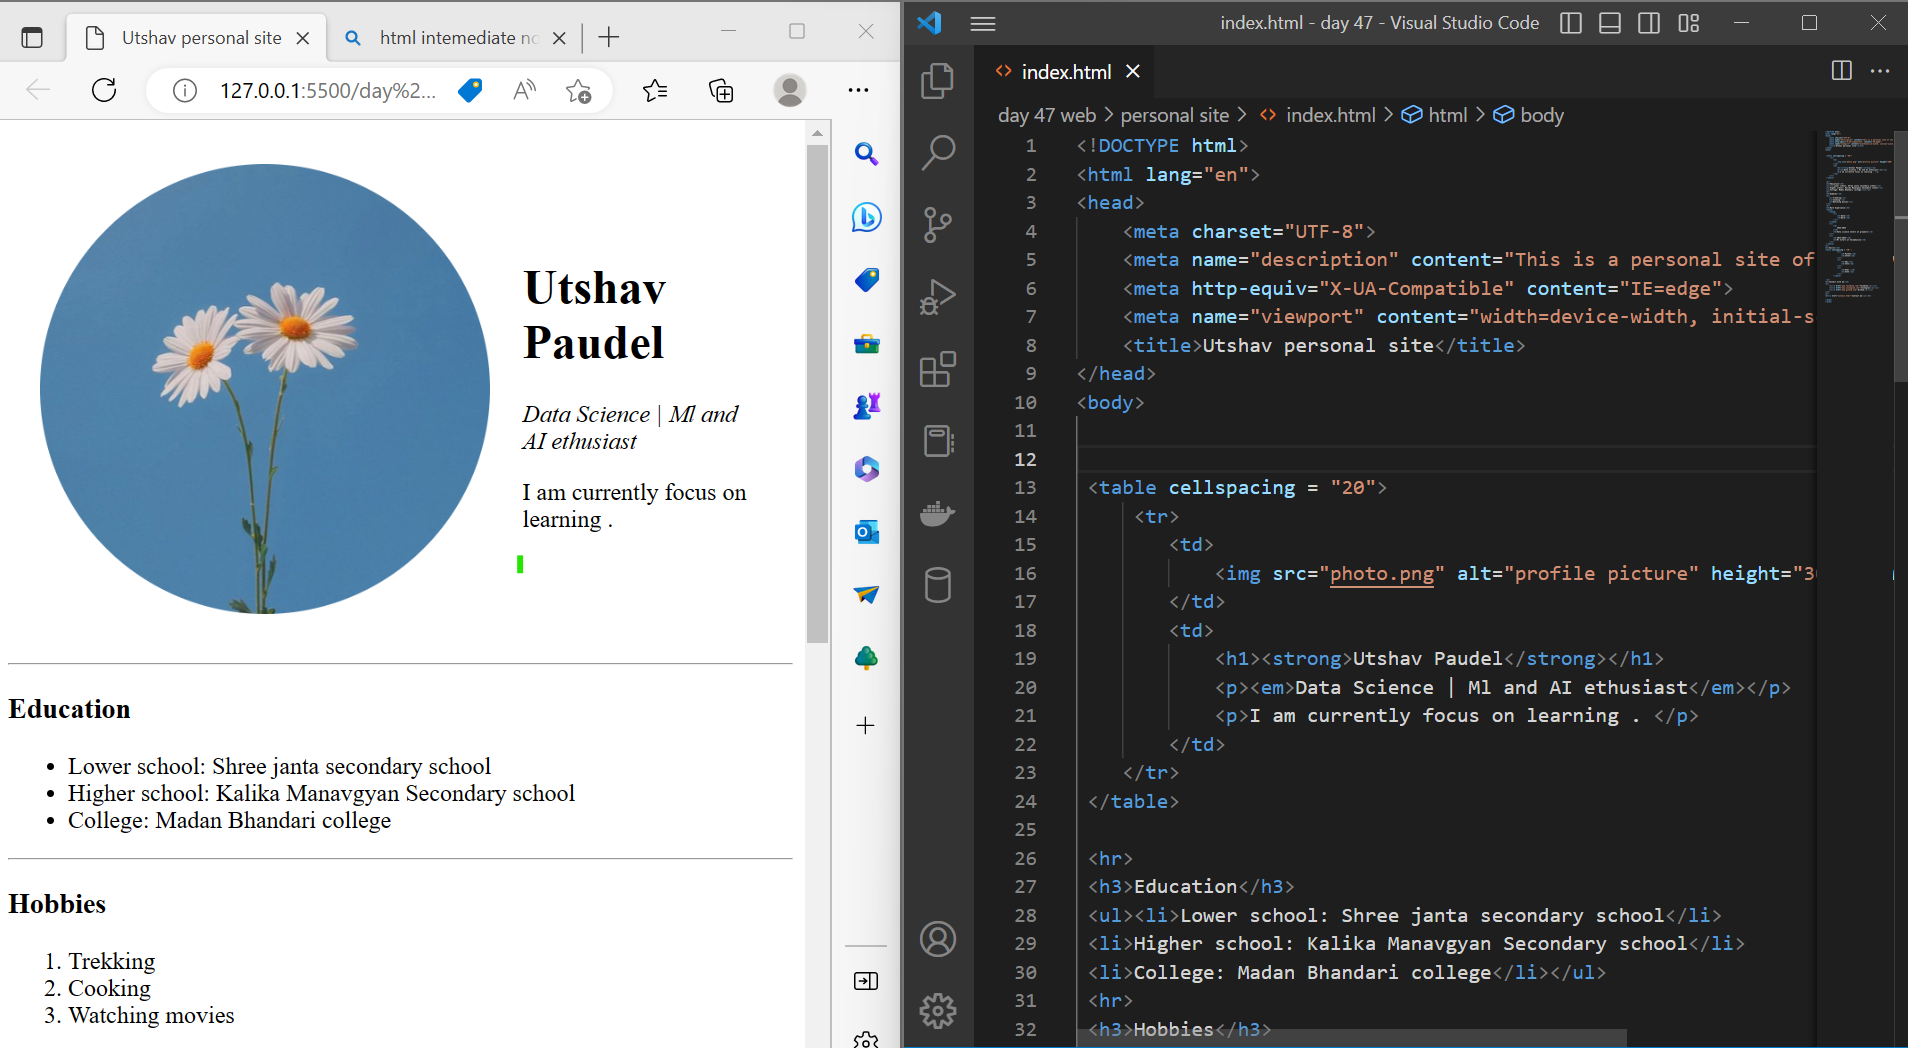 Utshav personal site
html intemediate nc
127.0.0.1:5500/day%2...
Utshav
Paudel
Data Science | Ml and
AI ethusiast
I am currently focus on
learning .
Education
Lower school: Shree janta secondary school
Higher school: Kalika Manavgyan Secondary school
College: Madan Bhandari college
Hobbies
1. Trekking
2. Cooking
3. Watching movies
index.html - day 47 - Visual Studio Code
index.html
day 47 web > personal site > index.html > html > body
1 <!DOCTYPE html>
2 <html lang="en">
3 <head>
4 <meta charset="UTF-8">
5 <meta name="description" content="This is a personal site of
6 <meta http-equiv="X-UA-Compatible" content="IE=edge">
7 <meta name="viewport" content="width=device-width, initial-s
8 <title>Utshav personal site</title>
9 </head>
10 <body>
11
12
13 <table cellspacing = "20">
14 <tr>
15 <td>
16 <img src="photo.png" alt="profile picture" height="30
17 </td>
18 <td>
19 <h1><strong>Utshav Paudel</strong></h1>
20 <p><em>Data Science | Ml and AI ethusiast</em></p>
21 <p>I am currently focus on learning . </p>
22 </td>
23 </tr>
24 </table>
25
26 <hr>
27 <h3>Education</h3>
28 <ul><li>Lower school: Shree janta secondary school</li>
29 <li>Higher school: Kalika Manavgyan Secondary school</li>
30 <li>College: Madan Bhandari college</li></ul>
31 <hr>
32 <h3>Hobbies</h3>